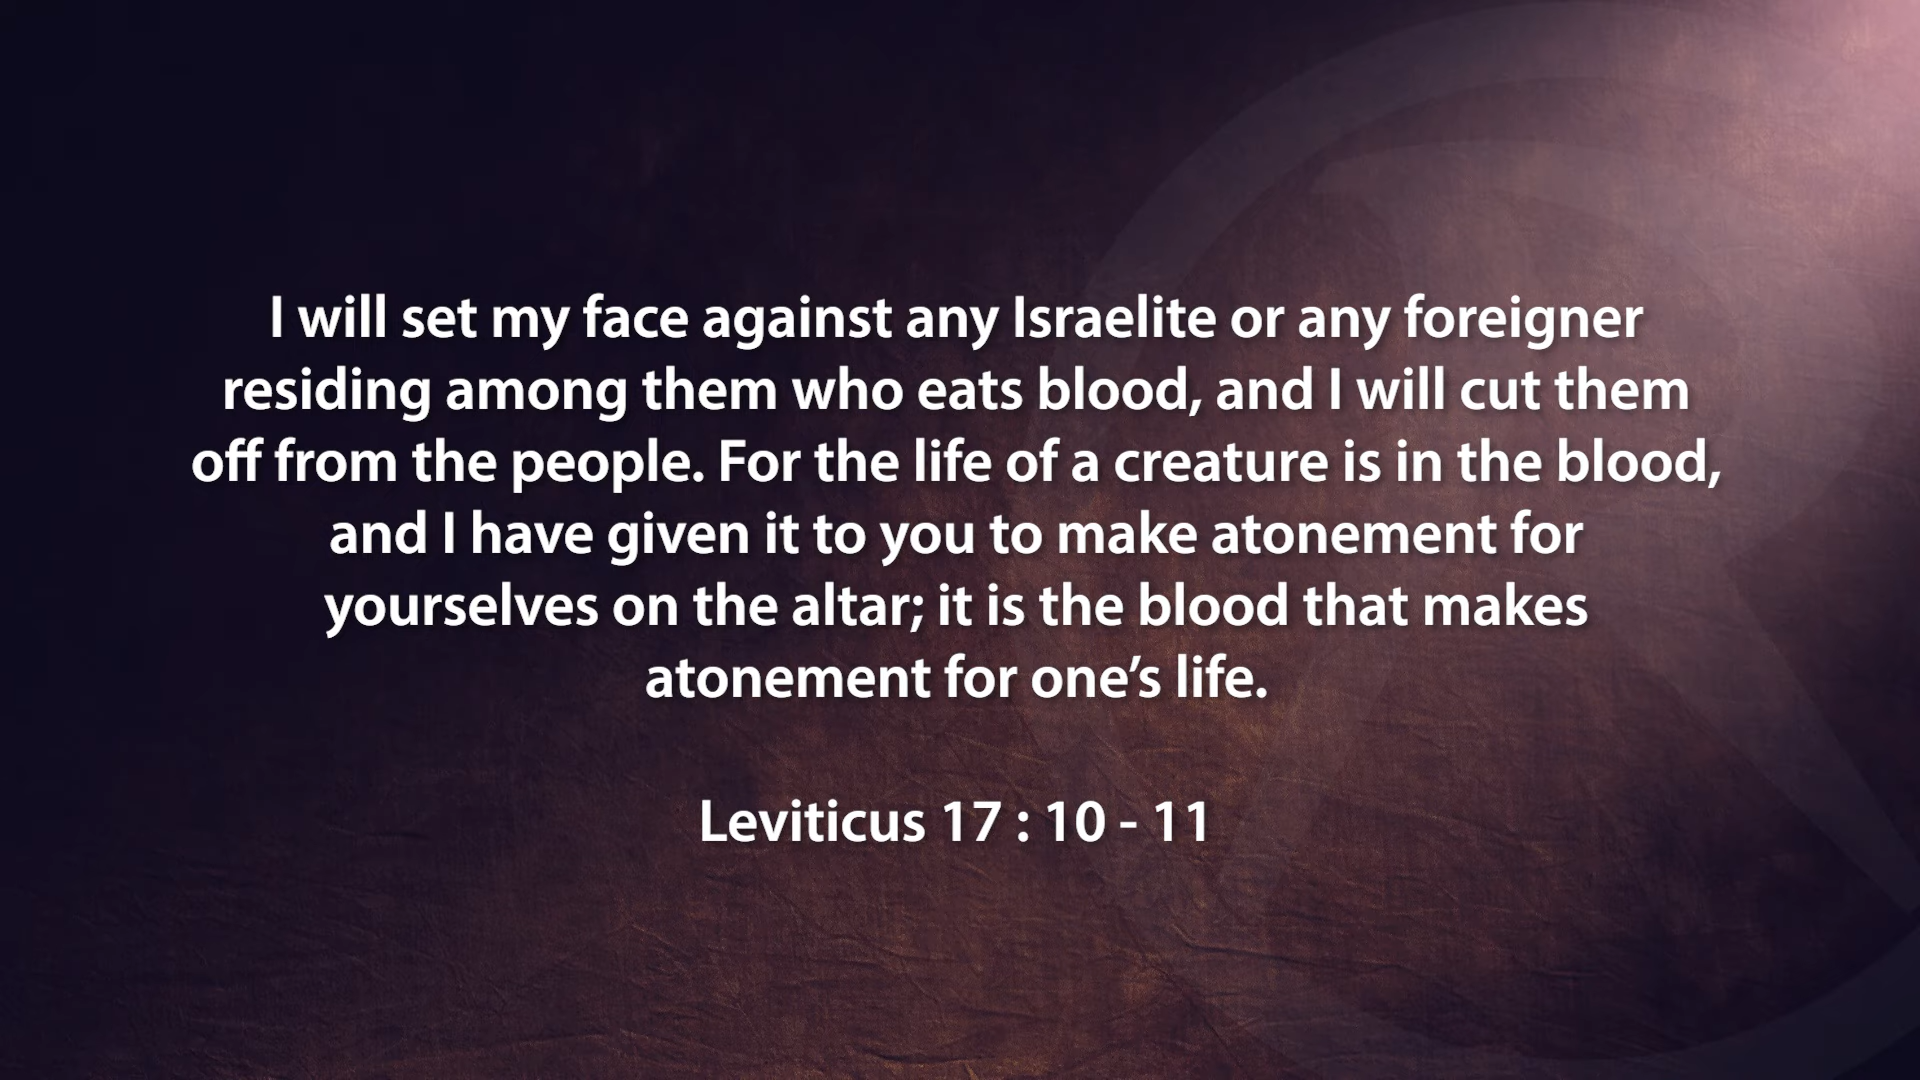 I will set my face against any Israelite or any foreigner
residing among them who eats blood, and I will cut them
off from the people. For the life of a creature is in the blood,
and I have given it to you to make atonement for
yourselves on the altar; it is the blood that makes
atonement for one’s life.
Leviticus 17 : 10 - 11